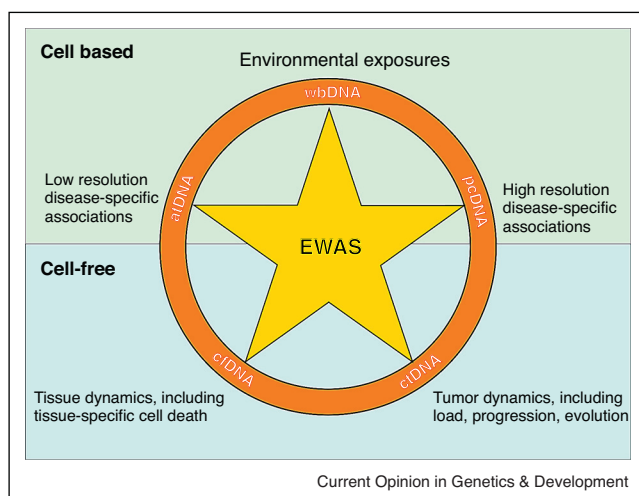 Cell based
Environmental exposures
wbDNA
Low resolution
disease-specific
associations
atDNA
pcDNA
High resolution
disease-specific
associations
EWAS
Cell-free
cfDNA
ctDNA
Tissue dynamics, including
tissue-specific cell death
Tumor dynamics, including
load, progression, evolution
Current Opinion in Genetics & Development